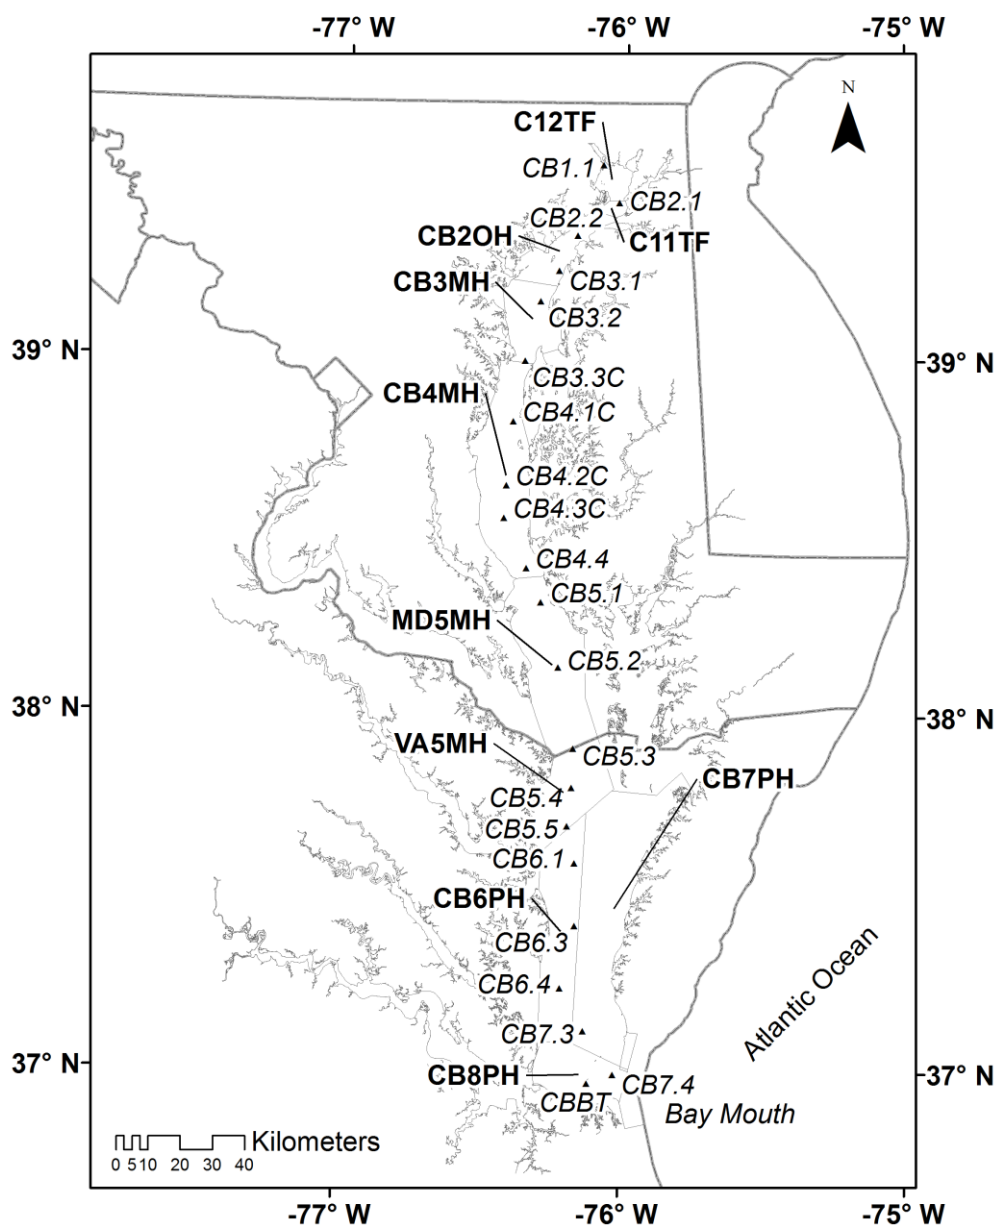 -77° W
-76° W
-75° W
N
C12TF
CB1.1
CB2.1
CB2.2
CB2OH
C11TF
CB3MH
CB3.1
CB3.2
39° N
39° N
CB3.3C
CB4MH
CB4.1C
CB4.2C
CB4.3C
CB4.4
CB5.1
MD5MH
CB5.2
38° N
38° N
VA5MH
CB5.3
CB7PH
CB5.4
CB5.5
CB6.1
CB6PH
CB6.3
Atlantic Ocean
CB6.4
CB7.3
37° N
CB8PH
37° N
CB7.4
CBBT
Bay Mouth
Kilometers
0 5 10 20 30 40
-77° W
-76° W
-75° W